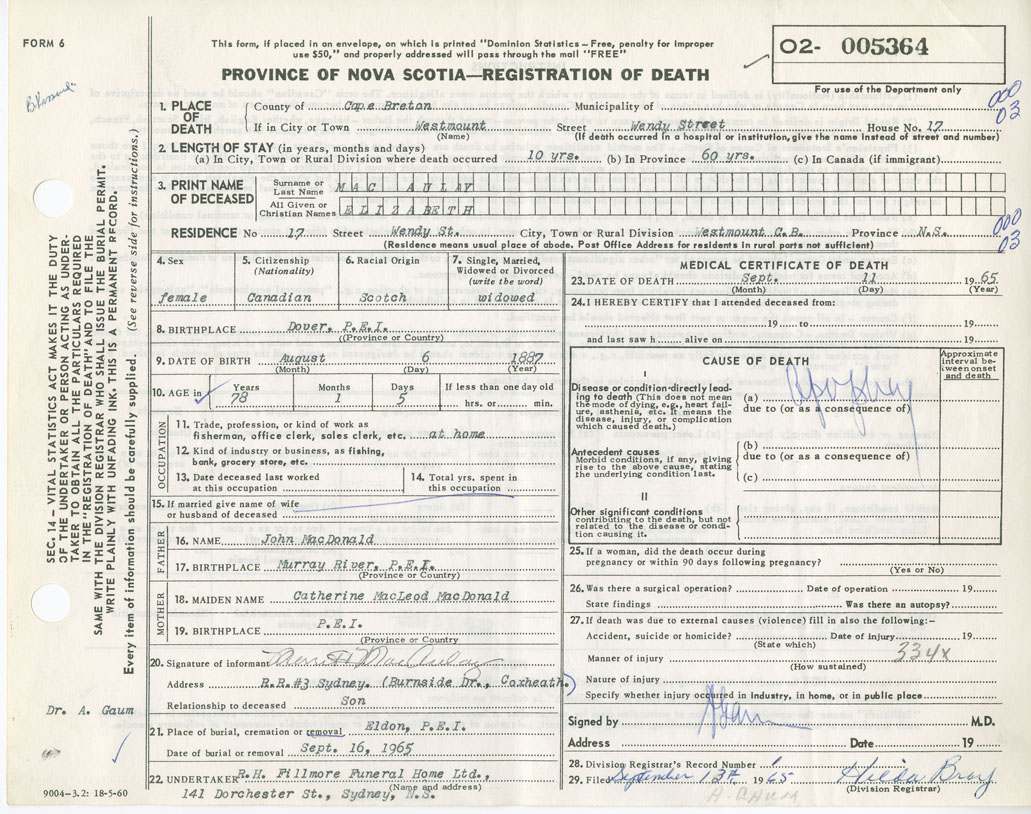 FORM 6
This form, if placed in an envelope, on which is printed "Dominion Statistics – Free, penalty for improper
use $50," and properly addressed will pass through the mail "FREE"
PROVINCE OF NOVA SCOTIA—REGISTRATION OF DEATH
O2- 005364
For use of the Department only
000
03
1. PLACE OF DEATH
County of Cape Breton Municipality of
If in City or Town Westmount Street Wendy Street House No. 17
(Name) (If death occurred in a hospital or institution, give the name instead of street and number)
2. LENGTH OF STAY (in years, months and days)
(a) In City, Town or Rural Division where death occurred 10 yrs. (b) In Province 60 yrs. (c) In Canada (if immigrant)
3. PRINT NAME OF DECEASED
Surname or Last Name MAC AULAY
All Given or Christian Names ELIZABETH
000
03
RESIDENCE No 17 Street Wendy St. City, Town or Rural Division Westmount C.B. Province N.S.
(Residence means usual place of abode. Post Office Address for residents in rural parts not sufficient)
4. Sex
female
5. Citizenship
(Nationality)
Canadian
6. Racial Origin
Scotch
7. Single, Married,
Widowed or Divorced
(write the word)
widowed
8. BIRTHPLACE Dover, P.E.I.
(Province or Country)
9. DATE OF BIRTH August 6 1887
(Month) (Day) (Year)
10. AGE in
Years Months Days If less than one day old
78 1 5 hrs. or min.
OCCUPATION
11. Trade, profession, or kind of work as
fisherman, office clerk, sales clerk, etc. at home
12. Kind of industry or business, as fishing,
bank, grocery store, etc.
13. Date deceased last worked
at this occupation
14. Total yrs. spent in
this occupation
15. If married give name of wife
or husband of deceased
FATHER
16. NAME John MacDonald
17. BIRTHPLACE Murray River, P.E.I.
(Province or Country)
MOTHER
18. MAIDEN NAME Catherine MacLeod MacDonald
19. BIRTHPLACE P.E.I.
(Province or Country)
20. Signature of informant
Address R.R.#3 Sydney. (Burnside Dr., Coxheath.)
Relationship to deceased Son
21. Place of burial, cremation or removal Eldon, P.E.I.
Date of burial or removal Sept. 16, 1965
22. UNDERTAKER R.H. Fillmore Funeral Home Ltd.,
(Name and address)
141 Dorchester St., Sydney, N.S.
MEDICAL CERTIFICATE OF DEATH
23. DATE OF DEATH Sept. 11 1965
(Month) (Day) (Year)
24. I HEREBY CERTIFY that I attended deceased from:
19 to 19
and last saw h alive on 19
CAUSE OF DEATH
Approximate
interval be-
tween onset
and death
I
Disease or condition directly lead-
ing to death (This does not mean
the mode of dying, e.g., heart fail-
ure, asthenia, etc. It means the
disease, injury, or complication
which caused death.)
(a)
due to (or as a consequence of)
Antecedent causes
Morbid conditions, if any, giving
rise to the above cause, stating
the underlying condition last.
(b)
due to (or as a consequence of)
(c)
II
Other significant conditions
contributing to the death, but not
related to the disease or condi-
tion causing it.
25. If a woman, did the death occur during
pregnancy or within 90 days following pregnancy?
(Yes or No)
26. Was there a surgical operation? Date of operation 19
State findings Was there an autopsy?
27. If death was due to external causes (violence) fill in also the following:–
Accident, suicide or homicide? Date of injury 19
(State which)
Manner of injury 334x
(How sustained)
Nature of injury
Specify whether injury occurred in industry, in home, or in public place
Signed by A Gaum M.D.
Address Date 19
28. Division Registrar's Record Number
29. Filed September 13th 1965 Hilda Bray
(Division Registrar)
A. GAUM
SEC. 14 – VITAL STATISTICS ACT MAKES IT THE DUTY
OF THE UNDERTAKER OR PERSON ACTING AS UNDER-
TAKER TO OBTAIN ALL THE PARTICULARS REQUIRED
IN THE "REGISTRATION OF DEATH" AND TO FILE THE
SAME WITH THE DIVISION REGISTRAR WHO SHALL ISSUE THE BURIAL PERMIT.
WRITE PLAINLY WITH UNFADING INK. THIS IS A PERMANENT RECORD.
Every item of information should be carefully supplied. (See reverse side for instructions.)
Dr. A. Gaum
9004-3.2: 18-5-60